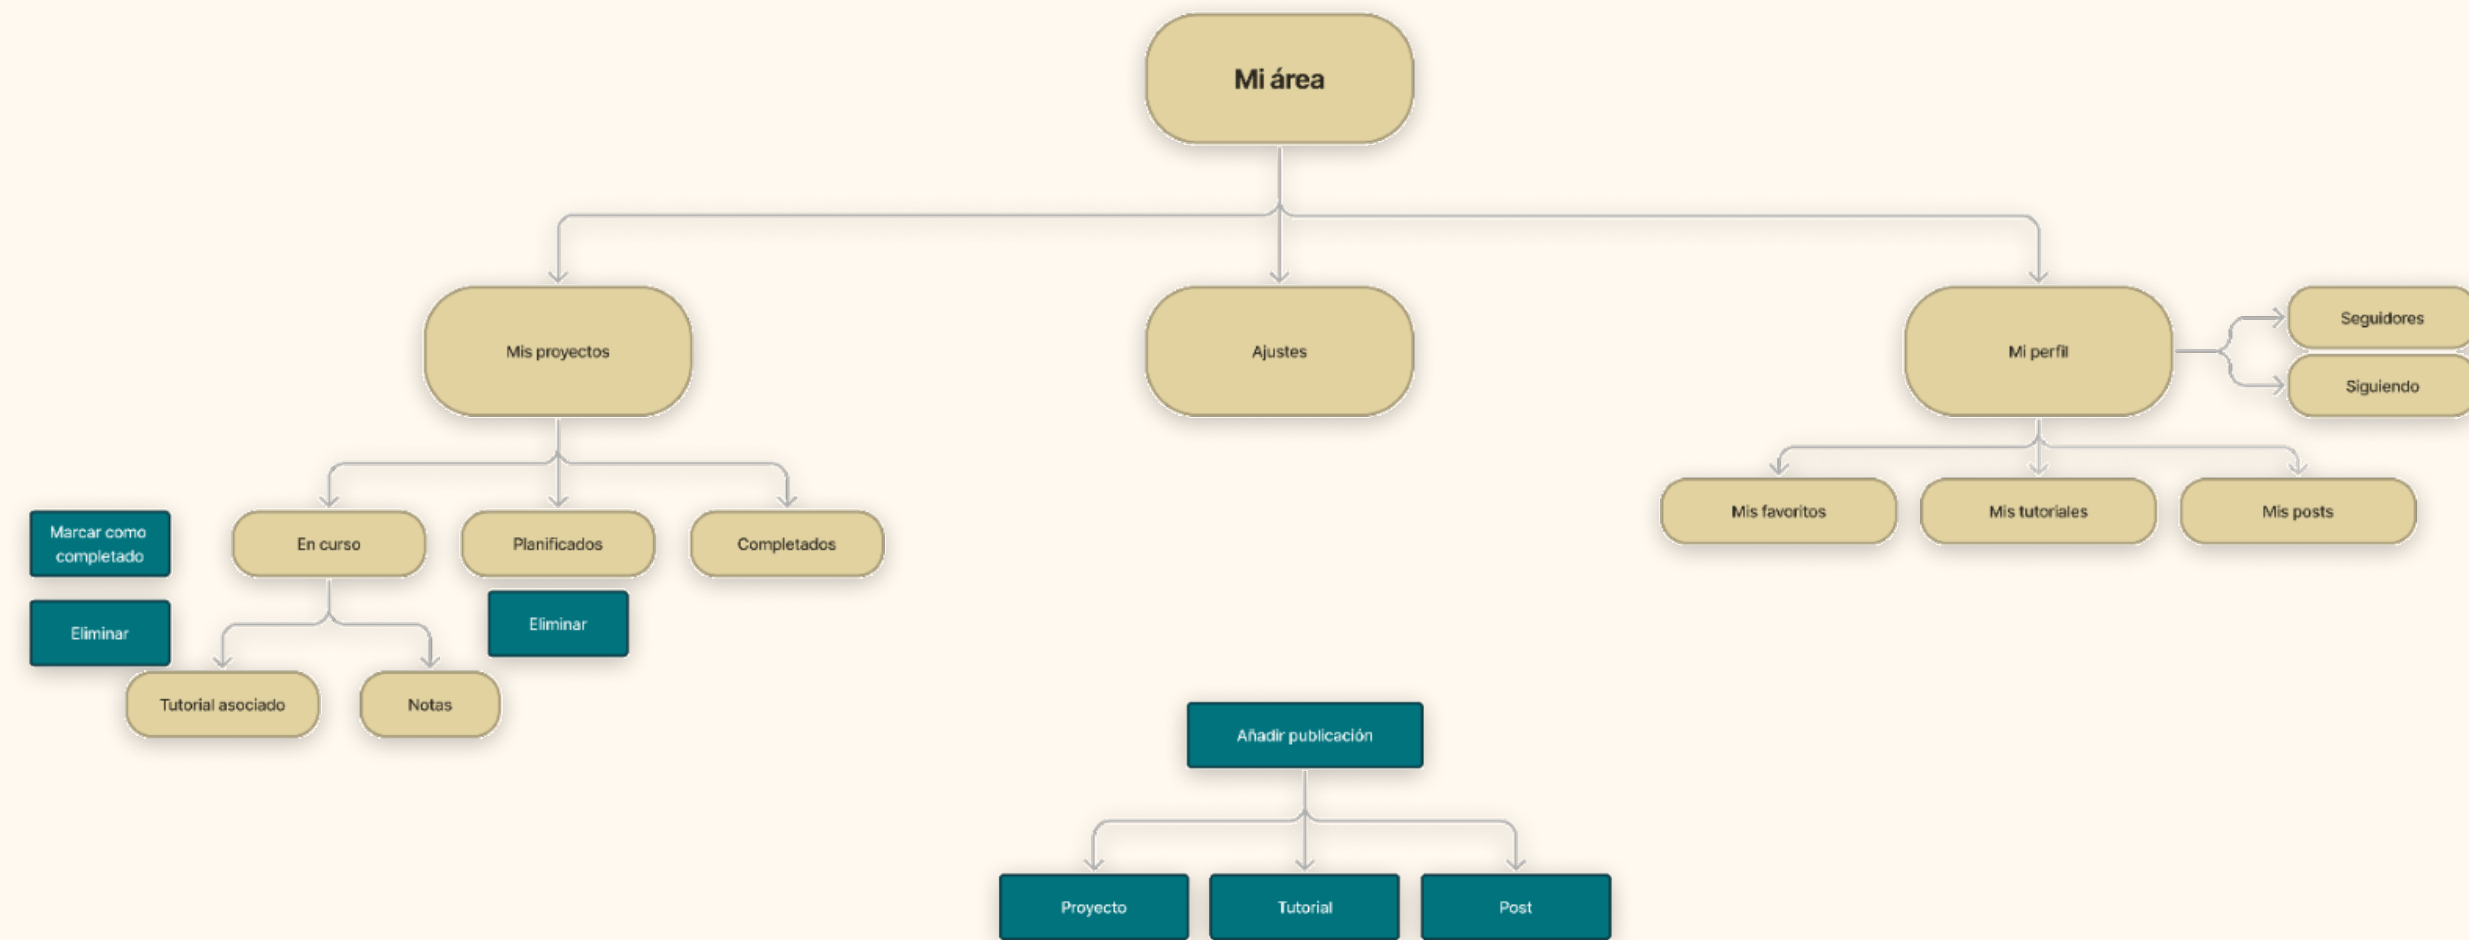 Mi área
Mis proyectos
Ajustes
Mi perfil
Seguidores
Siguiendo
Mis favoritos
Mis tutoriales
Mis posts
Marcar como
completado
En curso
Planificados
Completados
Eliminar
Eliminar
Tutorial asociado
Notas
Añadir publicación
Proyecto
Tutorial
Post